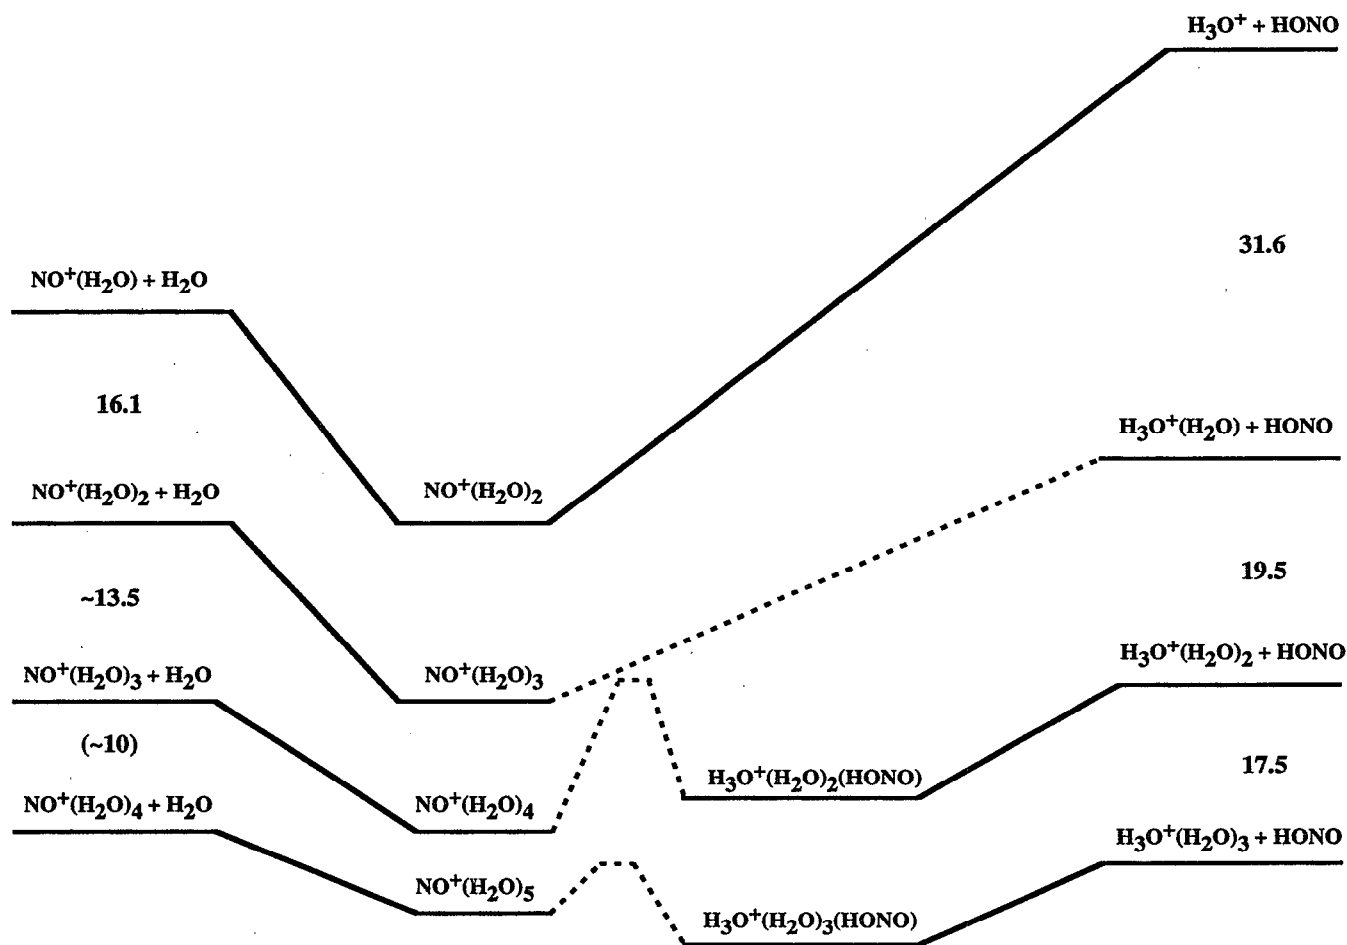 H₃O⁺ + HONO
31.6
NO⁺(H₂O) + H₂O
16.1
H₃O⁺(H₂O) + HONO
NO⁺(H₂O)₂ + H₂O
NO⁺(H₂O)₂
19.5
~13.5
H₃O⁺(H₂O)₂ + HONO
NO⁺(H₂O)₃ + H₂O
NO⁺(H₂O)₃
(~10)
17.5
H₃O⁺(H₂O)₂(HONO)
NO⁺(H₂O)₄ + H₂O
NO⁺(H₂O)₄
H₃O⁺(H₂O)₃ + HONO
NO⁺(H₂O)₅
H₃O⁺(H₂O)₃(HONO)